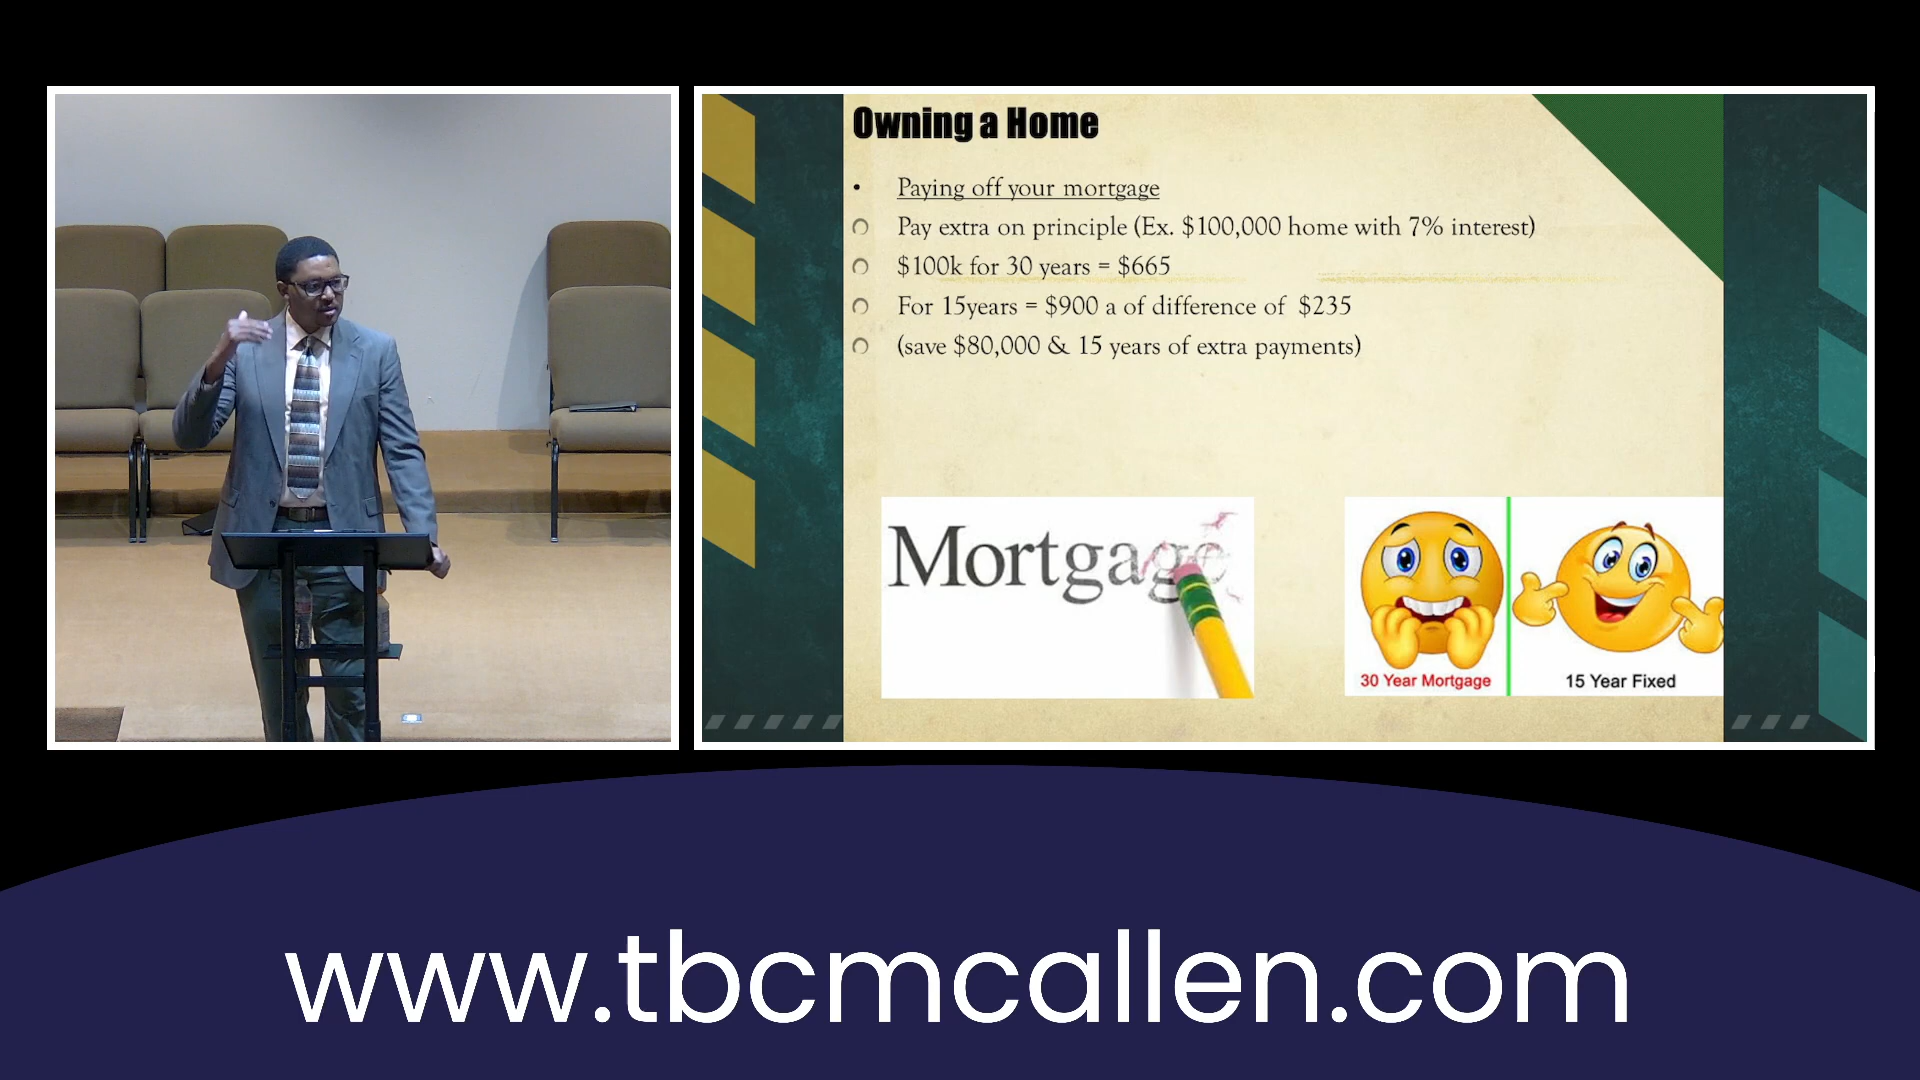 Owning a Home
• Paying off your mortgage
Pay extra on principle (Ex. $100,000 home with 7% interest)
$100k for 30 years = $665
For 15years = $900 a of difference of $235
(save $80,000 & 15 years of extra payments)
Mortgage
30 Year Mortgage
15 Year Fixed
www.tbcmcallen.com